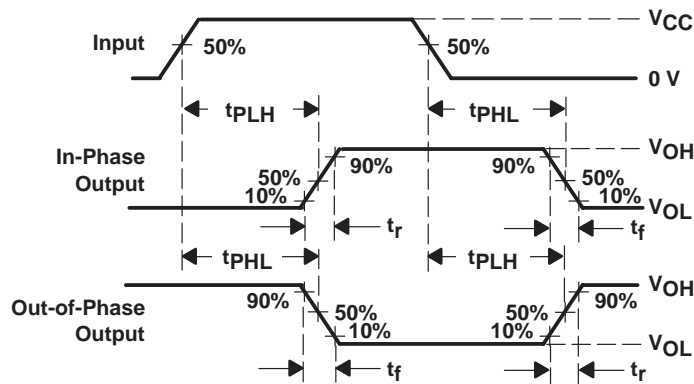 VCC
Input
50%
50%
0 V
tPLH
tPHL
In-Phase
Output
VOH
90%
90%
50%
50%
10%
10%
VOL
tr
tf
tPHL
tPLH
Out-of-Phase
Output
VOH
90%
90%
50%
50%
10%
10%
VOL
tf
tr